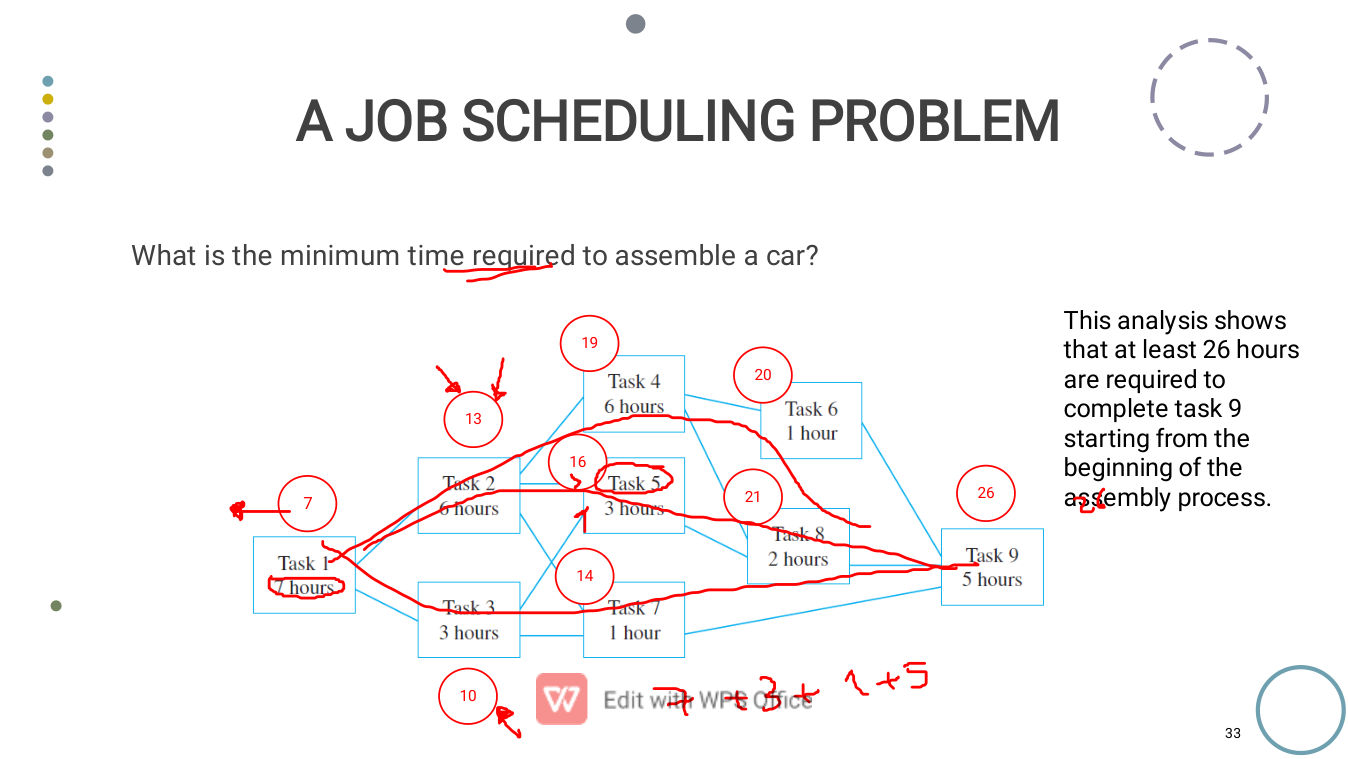 A JOB SCHEDULING PROBLEM
What is the minimum time required to assemble a car?
This analysis shows
that at least 26 hours
are required to
complete task 9
starting from the
beginning of the
assembly process.
26
19
Task 4
6 hours
20
Task 6
1 hour
13
Task 2
6 hours
16
Task 5
3 hours
7
Task 1
7 hours
21
Task 8
2 hours
26
Task 9
5 hours
14
Task 7
1 hour
Task 3
3 hours
10
Edit with WPS Office
7 + 3 + 1 + 5
33